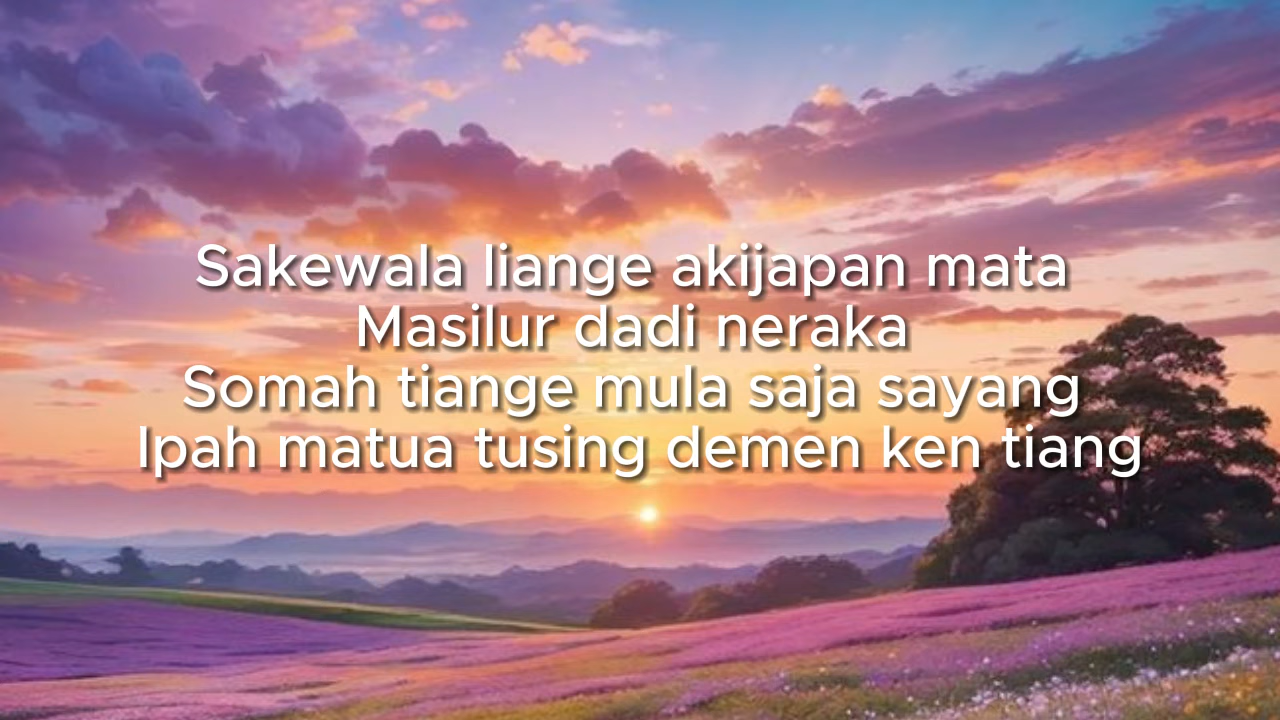 Sakewala liange akijapan mata
Masilur dadi neraka
Somah tiange mula saja sayang
Ipah matua tusing demen ken tiang